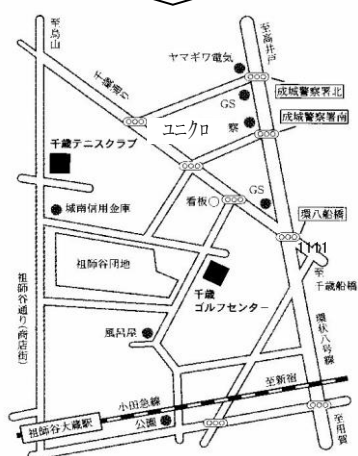 至烏山
至高井戸
ヤマギワ電気
千歳通り
GS
成城警察署北
ユニクロ
察
成城警察署南
千歳テニスクラブ
看板
GS
城南信用金庫
環八船橋
祖師谷団地
至
千歳船橋
千歳
ゴルフセンター
祖師谷通り(商店街)
風呂屋
環状八号線
至新宿
小田急線
公園
祖師谷大蔵駅
至用賀